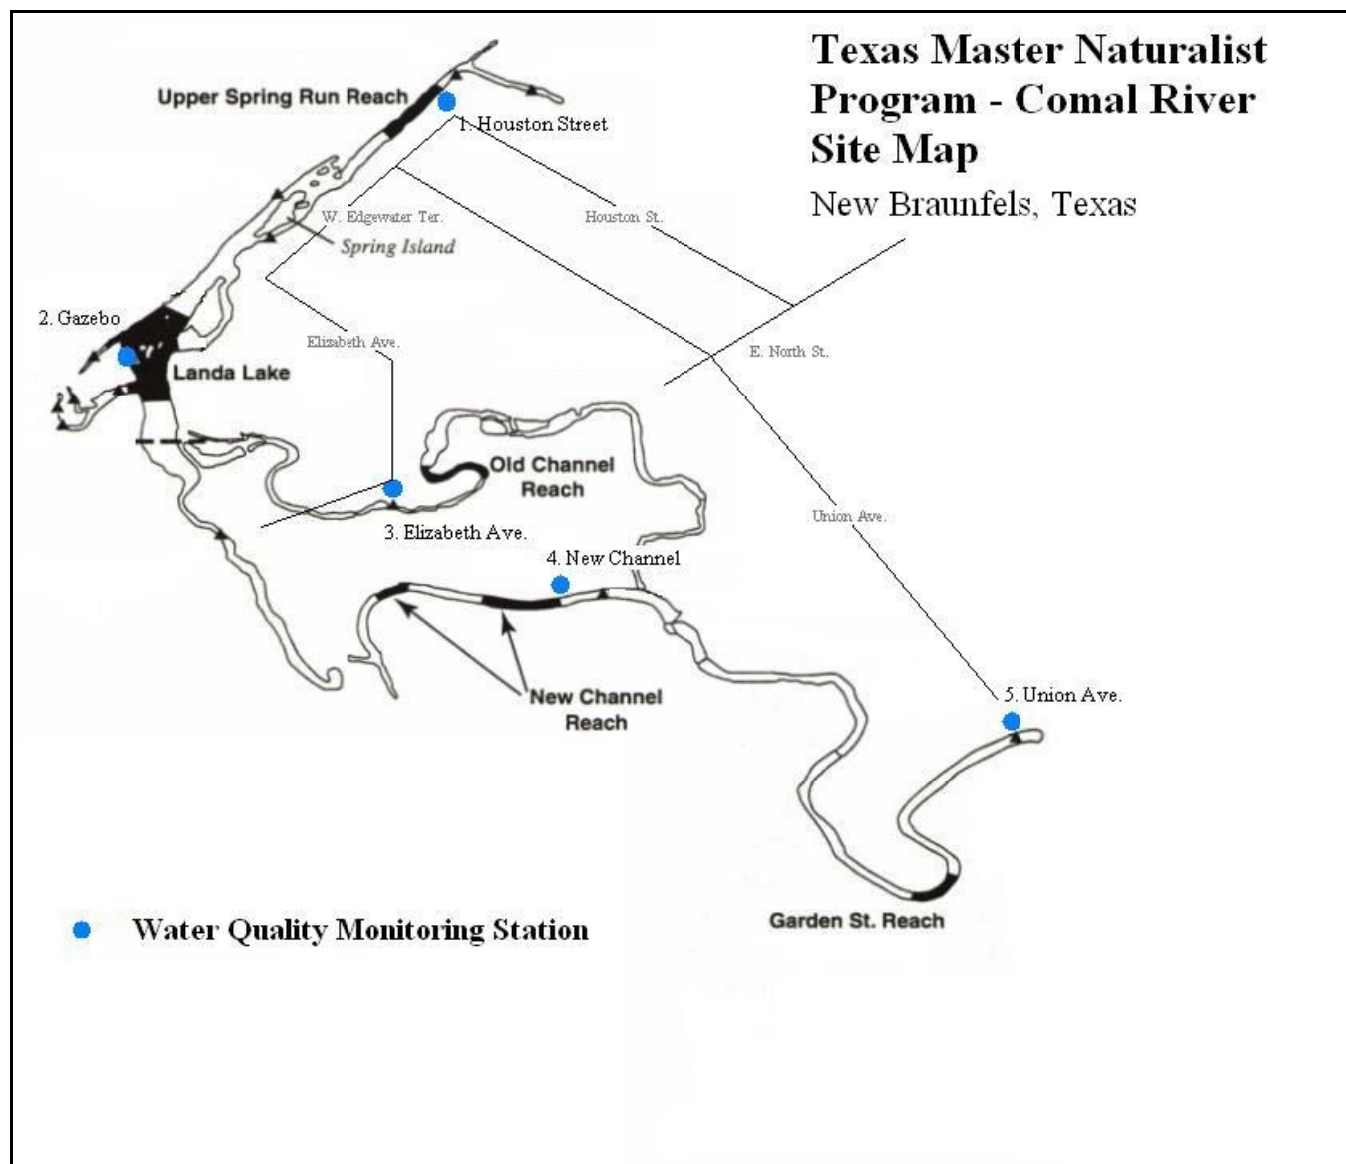 Texas Master Naturalist
Program - Comal River
Site Map
New Braunfels, Texas
Upper Spring Run Reach
1. Houston Street
W. Edgewater Ter.
Houston St.
Spring Island
2. Gazebo
Elizabeth Ave.
E. North St.
Landa Lake
Old Channel
Reach
Union Ave.
3. Elizabeth Ave.
4. New Channel
New Channel
Reach
5. Union Ave.
Garden St. Reach
Water Quality Monitoring Station